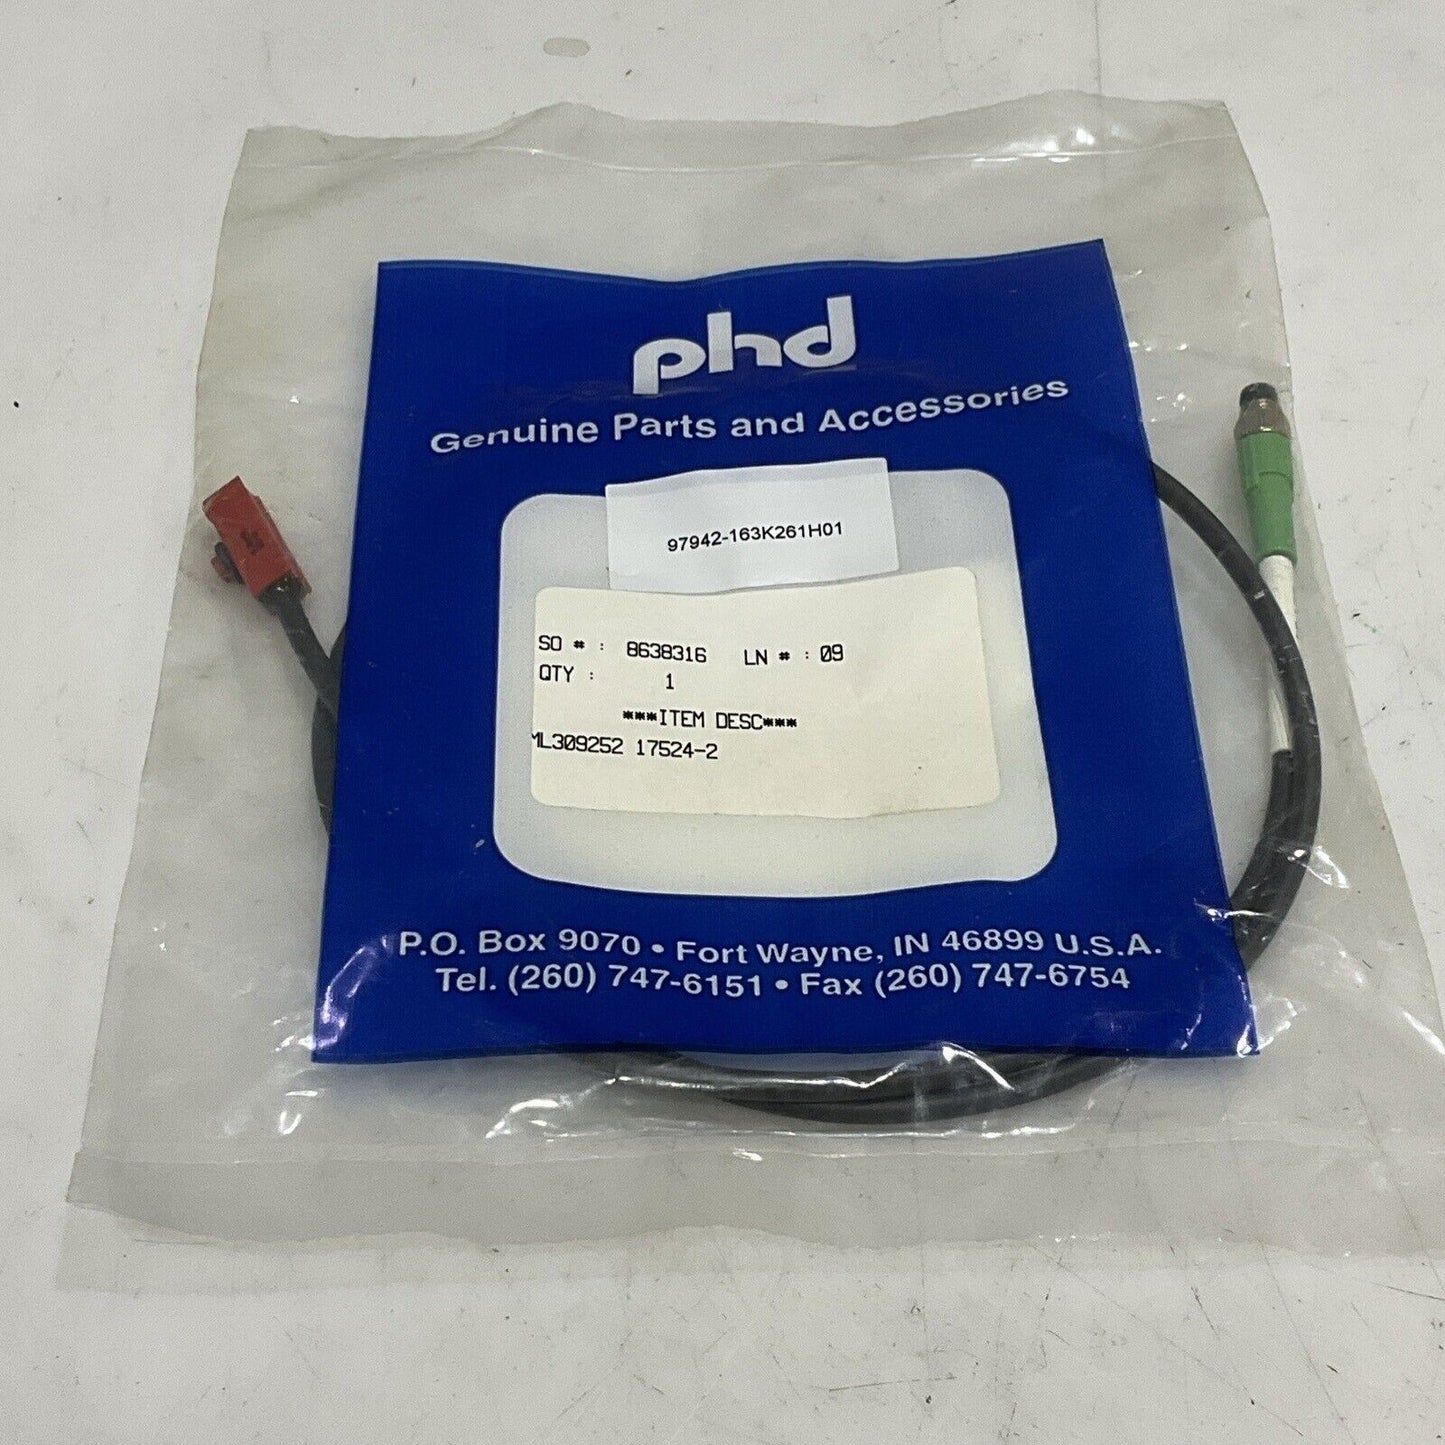 phd
Genuine Parts and Accessories
97942-163K261H01
SO # : 8638316 LN # : 09
QTY : 1
***ITEM DESC***
ML309252 17524-2
P.O. Box 9070 • Fort Wayne, IN 46899 U.S.A.
Tel. (260) 747-6151 • Fax (260) 747-6754